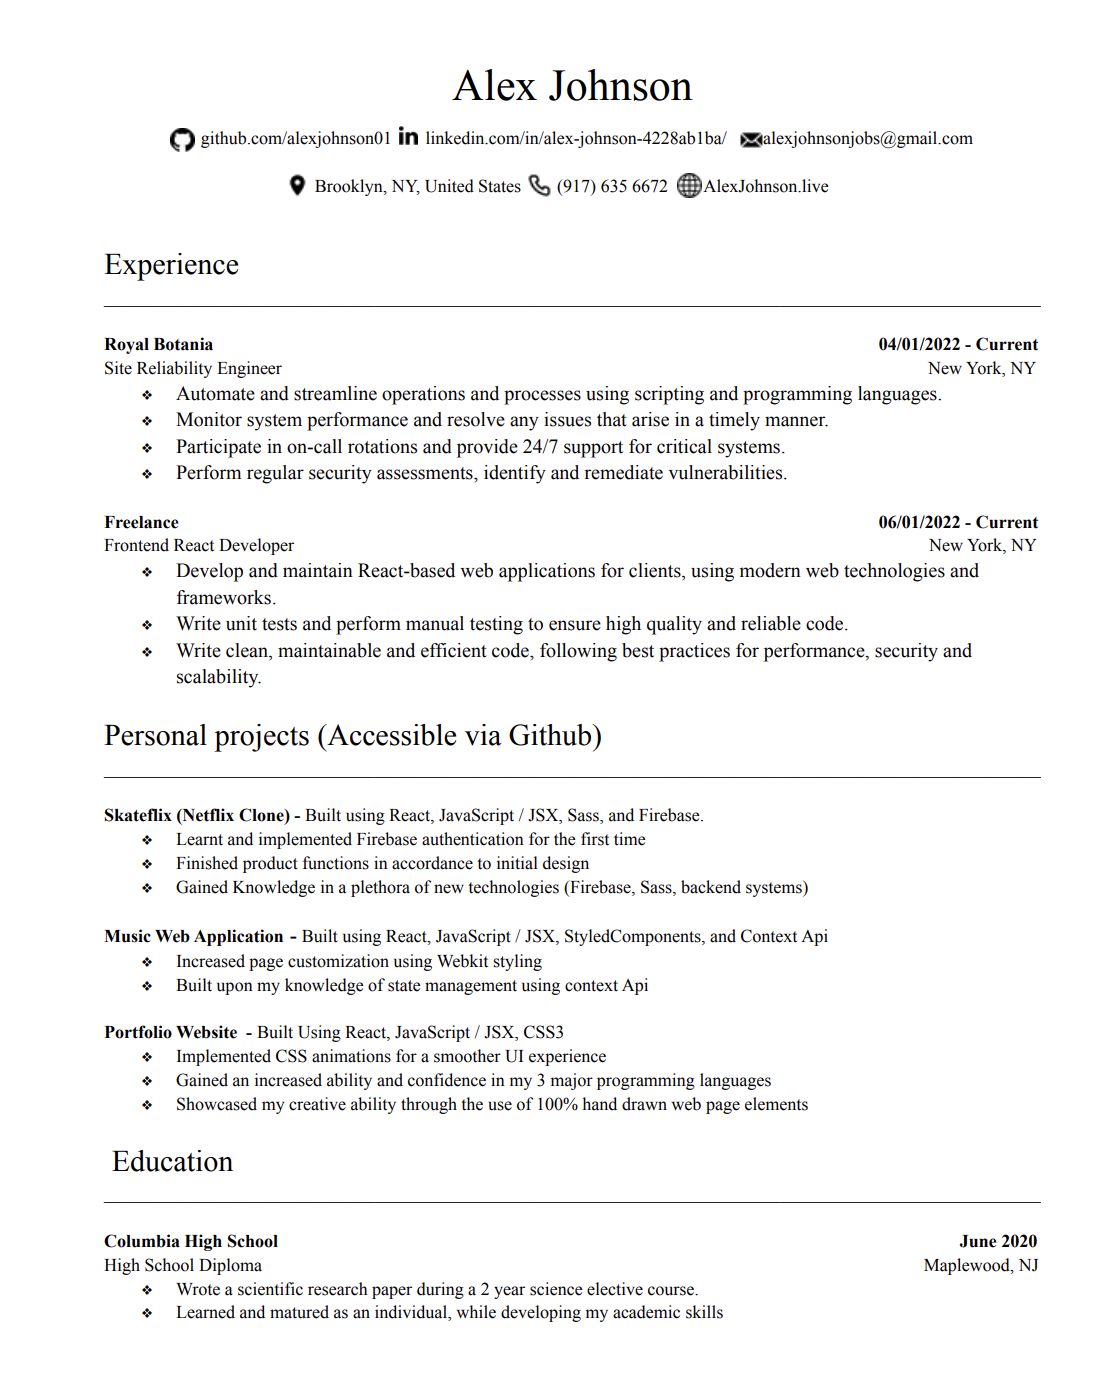 Alex Johnson
github.com/alexjohnson01 linkedin.com/in/alex-johnson-4228ab1ba/ alexjohnsonjobs@gmail.com
Brooklyn, NY, United States (917) 635 6672 AlexJohnson.live
Experience
Royal Botania 04/01/2022 - Current
Site Reliability Engineer New York, NY
❖ Automate and streamline operations and processes using scripting and programming languages.
❖ Monitor system performance and resolve any issues that arise in a timely manner.
❖ Participate in on-call rotations and provide 24/7 support for critical systems.
❖ Perform regular security assessments, identify and remediate vulnerabilities.
Freelance 06/01/2022 - Current
Frontend React Developer New York, NY
❖ Develop and maintain React-based web applications for clients, using modern web technologies and
frameworks.
❖ Write unit tests and perform manual testing to ensure high quality and reliable code.
❖ Write clean, maintainable and efficient code, following best practices for performance, security and
scalability.
Personal projects (Accessible via Github)
Skateflix (Netflix Clone) - Built using React, JavaScript / JSX, Sass, and Firebase.
❖ Learnt and implemented Firebase authentication for the first time
❖ Finished product functions in accordance to initial design
❖ Gained Knowledge in a plethora of new technologies (Firebase, Sass, backend systems)
Music Web Application - Built using React, JavaScript / JSX, StyledComponents, and Context Api
❖ Increased page customization using Webkit styling
❖ Built upon my knowledge of state management using context Api
Portfolio Website - Built Using React, JavaScript / JSX, CSS3
❖ Implemented CSS animations for a smoother UI experience
❖ Gained an increased ability and confidence in my 3 major programming languages
❖ Showcased my creative ability through the use of 100% hand drawn web page elements
Education
Columbia High School June 2020
High School Diploma Maplewood, NJ
❖ Wrote a scientific research paper during a 2 year science elective course.
❖ Learned and matured as an individual, while developing my academic skills